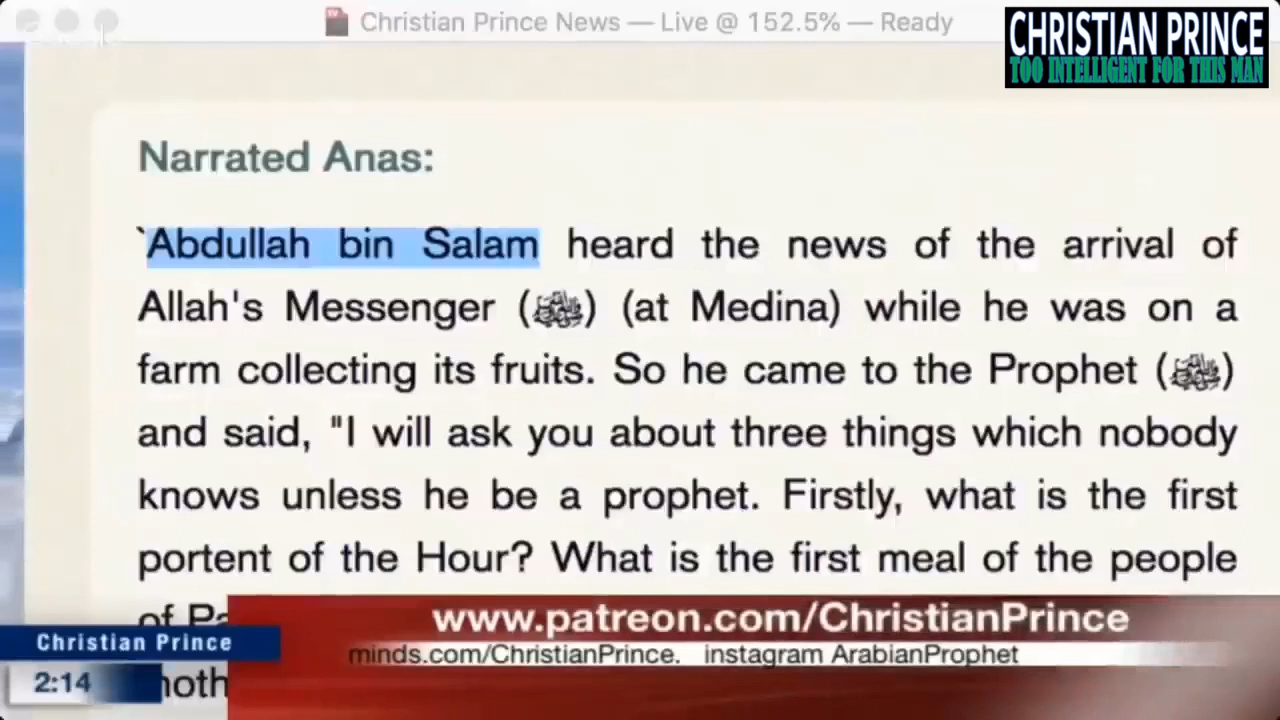 Christian Prince News — Live @ 152.5% — Ready
CHRISTIAN PRINCE
TOO INTELLIGENT FOR THIS MAN
Narrated Anas:
`Abdullah bin Salam heard the news of the arrival of
Allah's Messenger (ﷺ) (at Medina) while he was on a
farm collecting its fruits. So he came to the Prophet (ﷺ)
and said, "I will ask you about three things which nobody
knows unless he be a prophet. Firstly, what is the first
portent of the Hour? What is the first meal of the people
of
www.patreon.com/ChristianPrince
Christian Prince
minds.com/ChristianPrince. instagram ArabianProphet
2:14